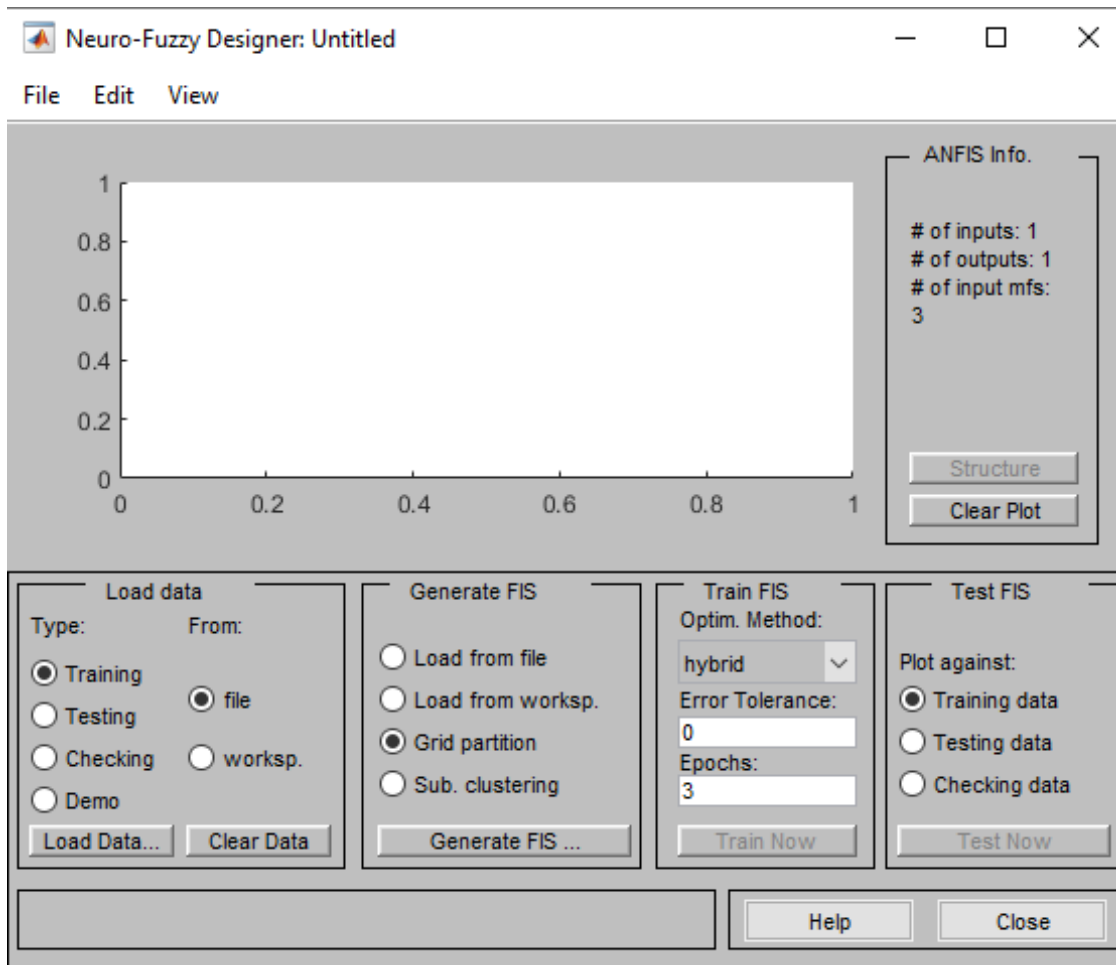 Neuro-Fuzzy Designer: Untitled
File Edit View
1
0.8
0.6
0.4
0.2
0
0 0.2 0.4 0.6 0.8 1
ANFIS Info.
# of inputs: 1
# of outputs: 1
# of input mfs:
3
Structure
Clear Plot
Load data
Type: From:
Training
file
Testing
Checking
worksp.
Demo
Load Data... Clear Data
Generate FIS
Load from file
Load from worksp.
Grid partition
Sub. clustering
Generate FIS ...
Train FIS
Optim. Method:
hybrid
Error Tolerance:
0
Epochs:
3
Train Now
Test FIS
Plot against:
Training data
Testing data
Checking data
Test Now
Help Close